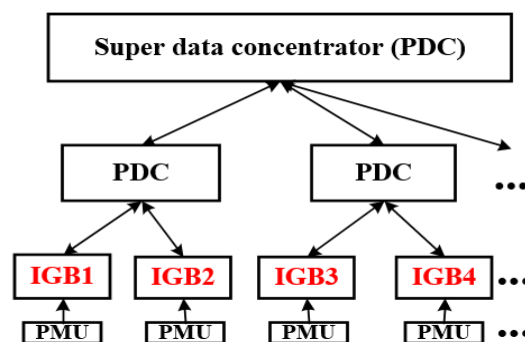 Super data concentrator (PDC)
PDC PDC ...
IGB1 IGB2 IGB3 IGB4 ...
PMU PMU PMU PMU ...